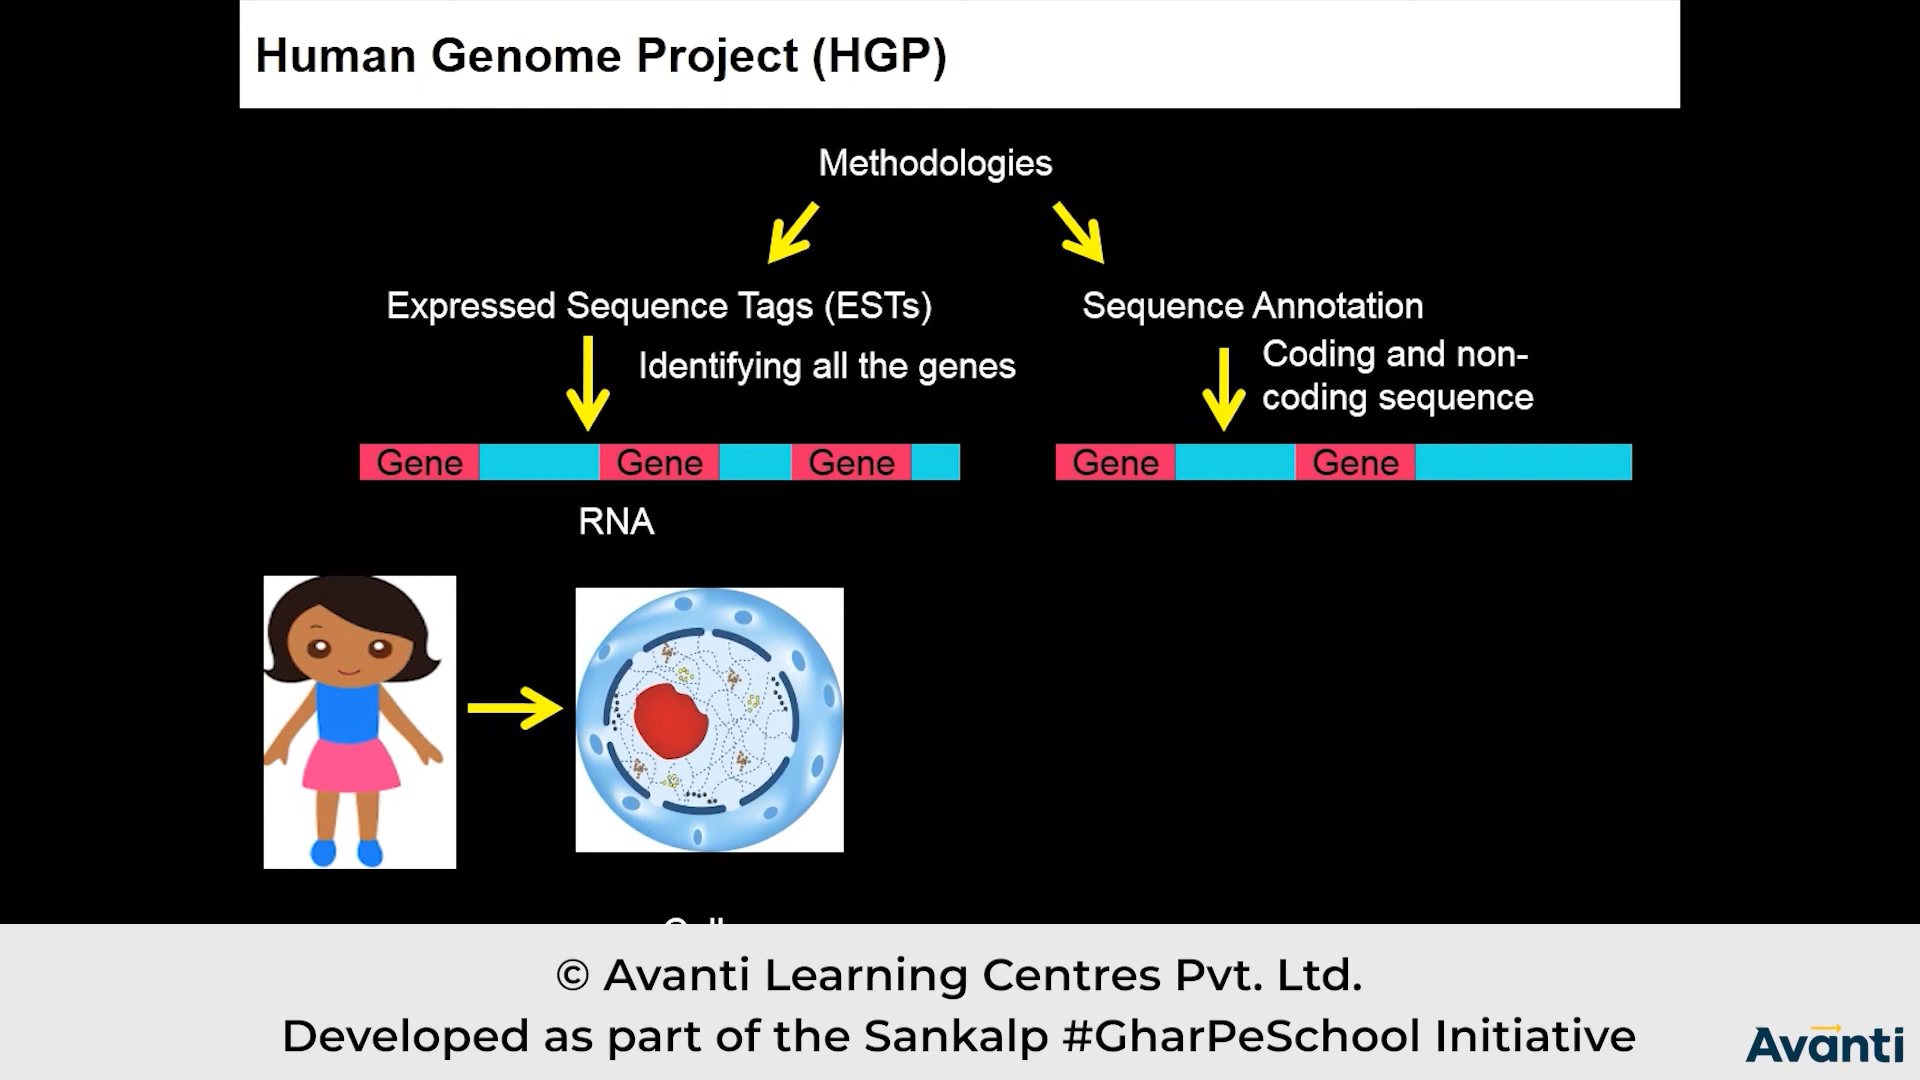 Human Genome Project (HGP)
Methodologies
Expressed Sequence Tags (ESTs)
Identifying all the genes
Gene Gene Gene
RNA
Sequence Annotation
Coding and non-
coding sequence
Gene Gene
© Avanti Learning Centres Pvt. Ltd.
Developed as part of the Sankalp #GharPeSchool Initiative
Avanti